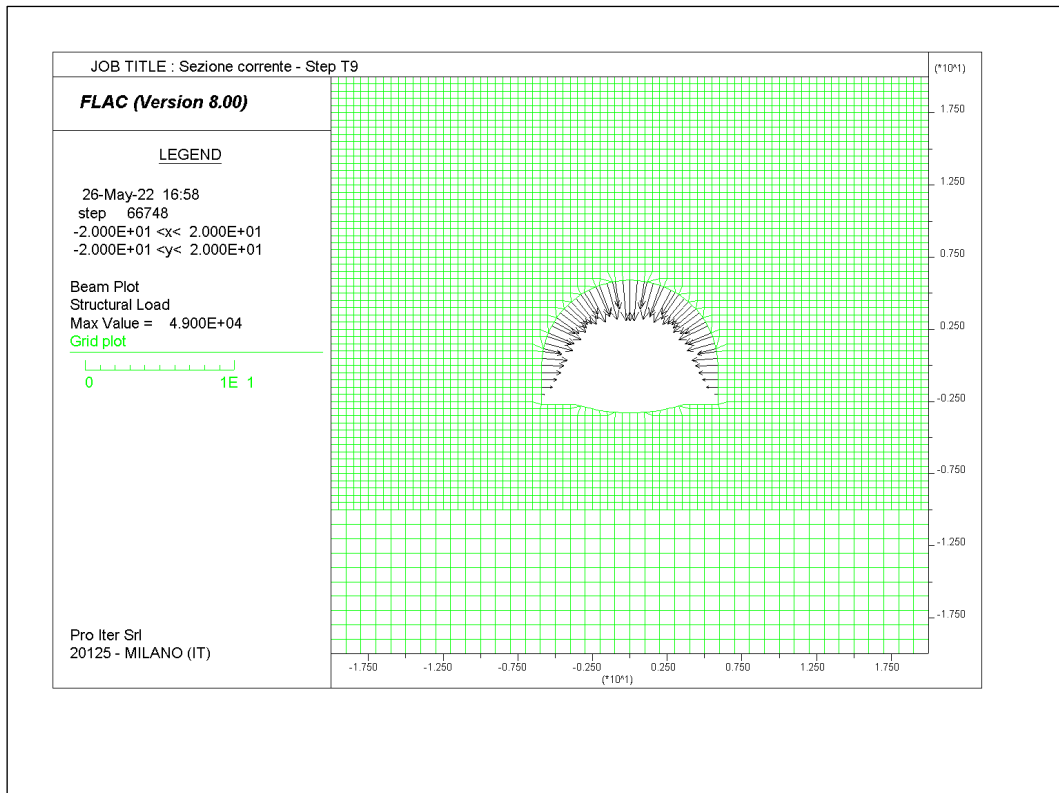 JOB TITLE : Sezione corrente - Step T9
(*10^1)
FLAC (Version 8.00)
LEGEND
26-May-22 16:58
step 66748
-2.000E+01 <x< 2.000E+01
-2.000E+01 <y< 2.000E+01
Beam Plot
Structural Load
Max Value = 4.900E+04
Grid plot
0 1E 1
1.750
1.250
0.750
0.250
-0.250
-0.750
-1.250
-1.750
Pro Iter Srl
20125 - MILANO (IT)
-1.750 -1.250 -0.750 -0.250 0.250 0.750 1.250 1.750
(*10^1)